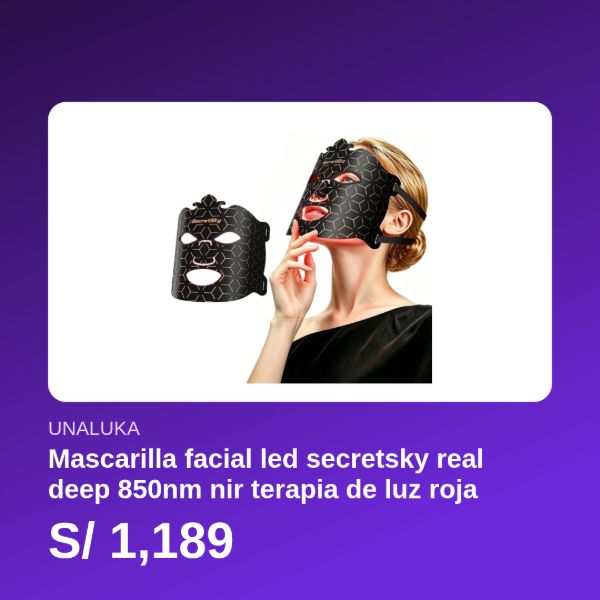 SecretSky
SecretSky
UNALUKA
Mascarilla facial led secretsky real
deep 850nm nir terapia de luz roja
S/ 1,189